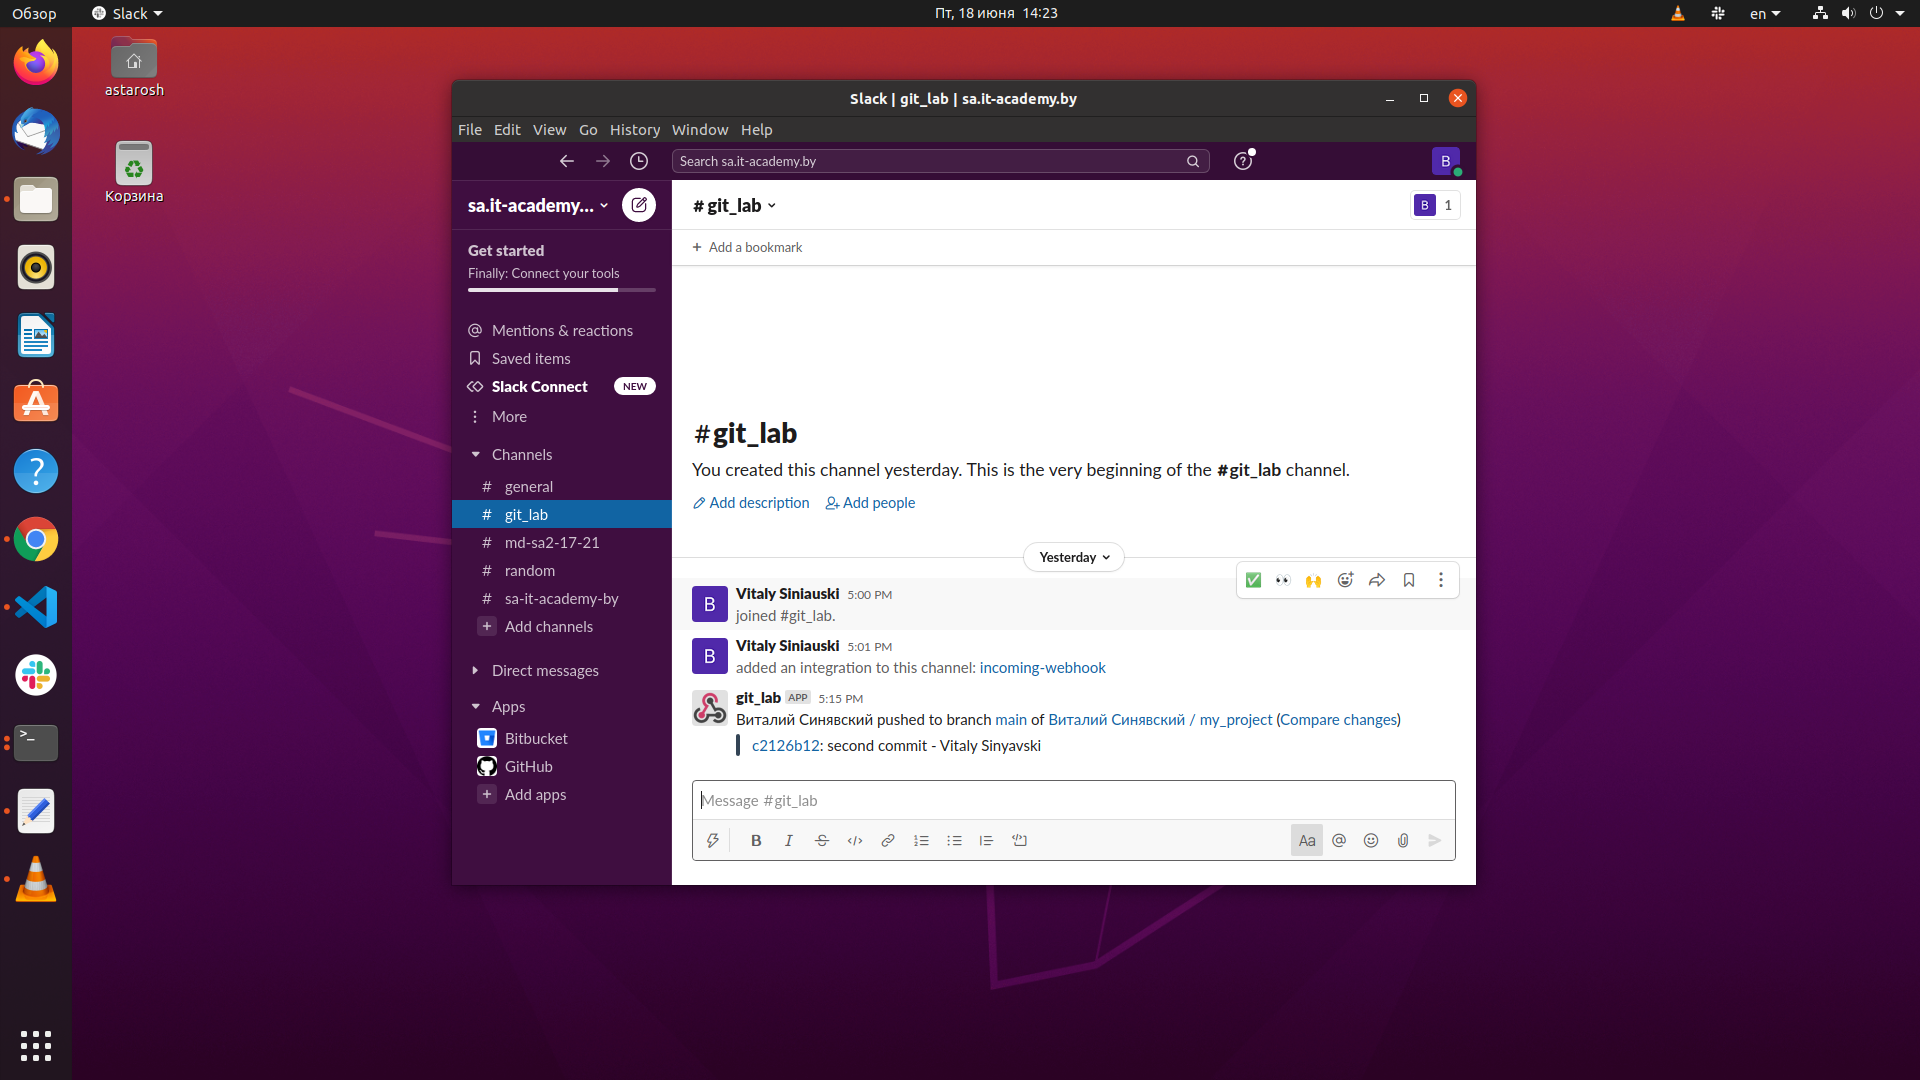 Обзор
Slack
Пт, 18 июня 14:23
en
astarosh
Корзина
Slack | git_lab | sa.it-academy.by
File Edit View Go History Window Help
Search sa.it-academy.by
B
sa.it-academy...
Get started
Finally: Connect your tools
Mentions & reactions
Saved items
Slack Connect NEW
More
Channels
# general
# git_lab
# md-sa2-17-21
# random
# sa-it-academy-by
+ Add channels
Direct messages
Apps
Bitbucket
GitHub
+ Add apps
# git_lab
B 1
+ Add a bookmark
#git_lab
You created this channel yesterday. This is the very beginning of the #git_lab channel.
Add description Add people
Yesterday
B
Vitaly Siniauski 5:00 PM
joined #git_lab.
B
Vitaly Siniauski 5:01 PM
added an integration to this channel: incoming-webhook
git_lab APP 5:15 PM
Виталий Синявский pushed to branch main of Виталий Синявский / my_project (Compare changes)
c2126b12: second commit - Vitaly Sinyavski
Message #git_lab
B I S Aa @